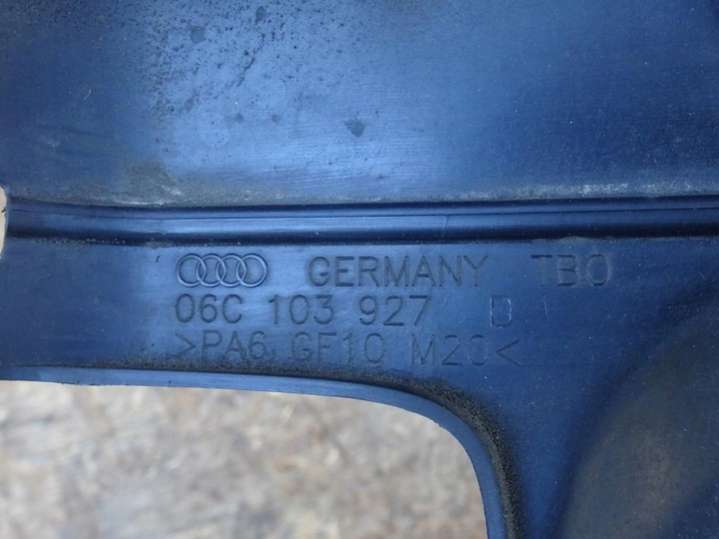 GERMANY TBO
06C 103 927 D
>PA6 GF10 M20<